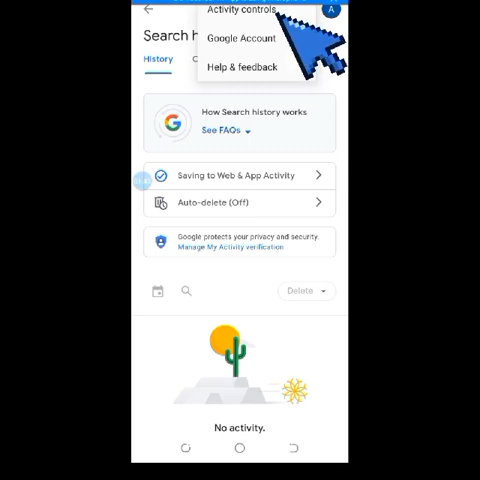 Activity controls
A
Search h
Google Account
History
Help & feedback
How Search history works
See FAQs
Saving to Web & App Activity
Auto-delete (Off)
Google protects your privacy and security.
Manage My Activity verification
Delete
No activity.